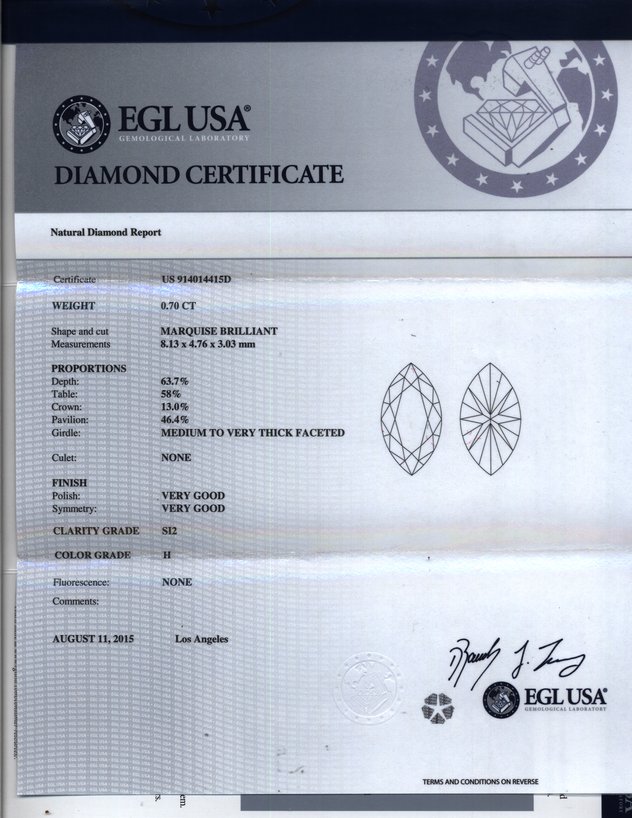 EGL USA®
GEMOLOGICAL LABORATORY
DIAMOND CERTIFICATE
Natural Diamond Report
Certificate US 914014415D
WEIGHT 0.70 CT
Shape and cut MARQUISE BRILLIANT
Measurements 8.13 x 4.76 x 3.03 mm
PROPORTIONS
Depth: 63.7%
Table: 58%
Crown: 13.0%
Pavilion: 46.4%
Girdle: MEDIUM TO VERY THICK FACETED
Culet: NONE
FINISH
Polish: VERY GOOD
Symmetry: VERY GOOD
CLARITY GRADE SI2
COLOR GRADE H
Fluorescence: NONE
Comments:
AUGUST 11, 2015 Los Angeles
EGL USA®
GEMOLOGICAL LABORATORY
TERMS AND CONDITIONS ON REVERSE